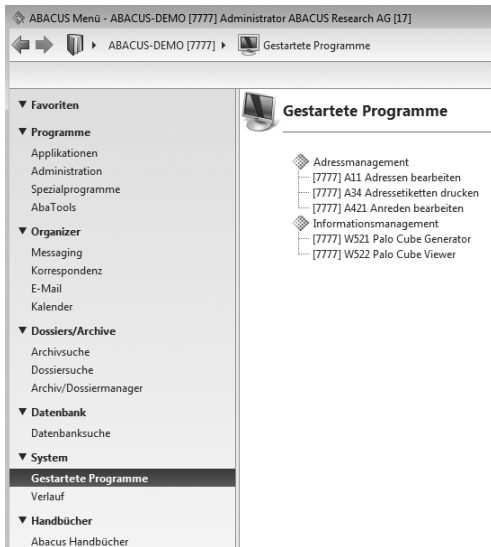 ABACUS Menü - ABACUS-DEMO [7777] Administrator ABACUS Research AG [17]
ABACUS-DEMO [7777] Gestartete Programme
Favoriten
Programme
Applikationen
Administration
Spezialprogramme
AbaTools
Organizer
Messaging
Korrespondenz
E-Mail
Kalender
Dossiers/Archive
Archivsuche
Dossiersuche
Archiv/Dossiermanager
Datenbank
Datenbanksuche
System
Gestartete Programme
Verlauf
Handbücher
Abacus Handbücher
Gestartete Programme
Adressmanagement
[7777] A11 Adressen bearbeiten
[7777] A34 Adressetiketten drucken
[7777] A421 Anreden bearbeiten
Informationsmanagement
[7777] W521 Palo Cube Generator
[7777] W522 Palo Cube Viewer